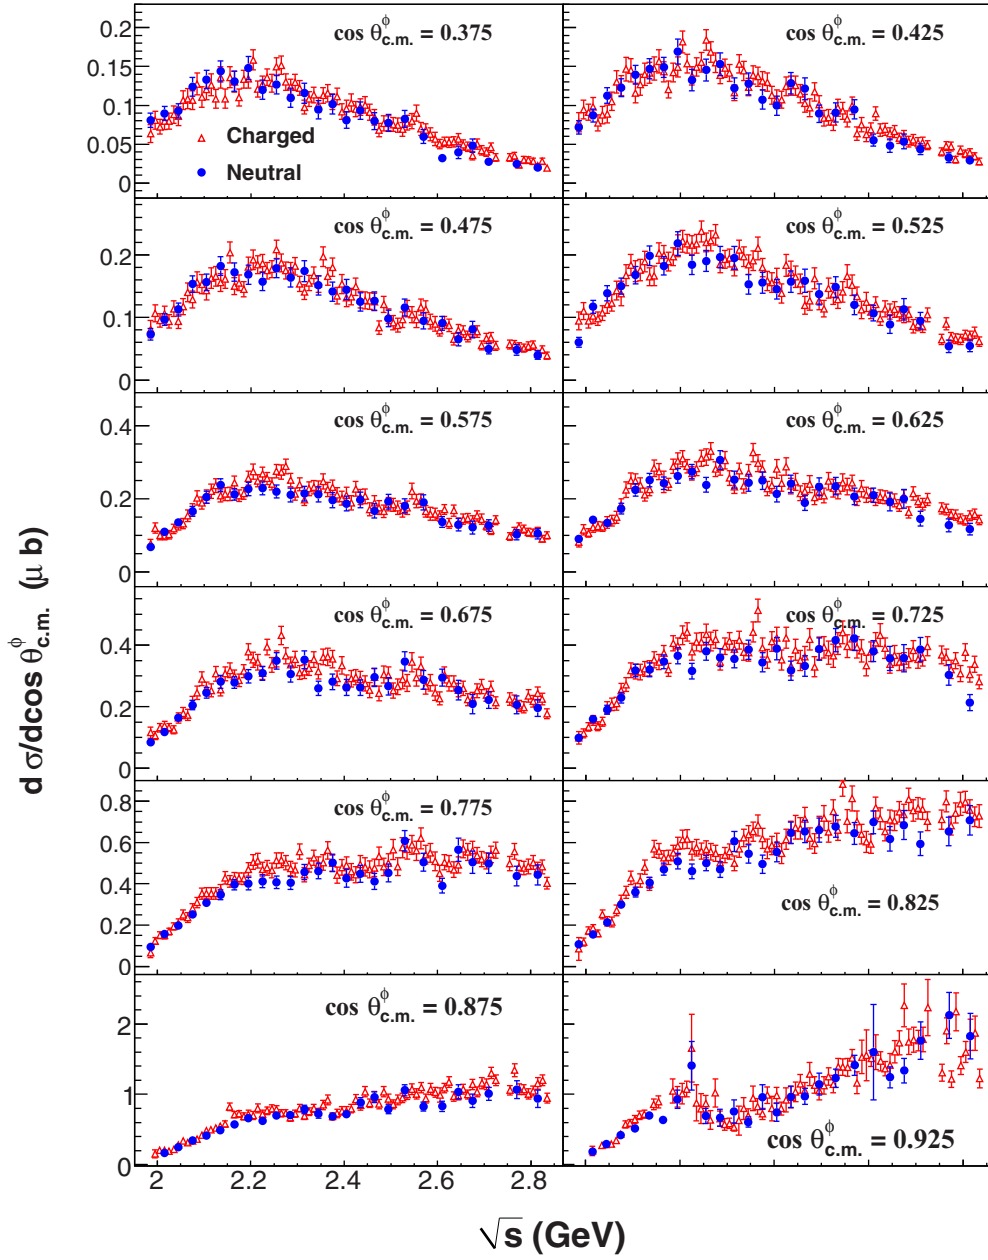 cos θ^ϕ_c.m. = 0.375
cos θ^ϕ_c.m. = 0.425
0.2
0.15
0.1
0.05
0
Charged
Neutral
cos θ^ϕ_c.m. = 0.475
cos θ^ϕ_c.m. = 0.525
0.2
0.1
0
cos θ^ϕ_c.m. = 0.575
cos θ^ϕ_c.m. = 0.625
0.4
0.2
0
cos θ^ϕ_c.m. = 0.675
cos θ^ϕ_c.m. = 0.725
0.4
0.2
0
cos θ^ϕ_c.m. = 0.775
cos θ^ϕ_c.m. = 0.825
0.8
0.6
0.4
0.2
0
cos θ^ϕ_c.m. = 0.875
cos θ^ϕ_c.m. = 0.925
2
1
0
2 2.2 2.4 2.6 2.8
d σ/dcos θ^ϕ_c.m. (μ b)
√s (GeV)